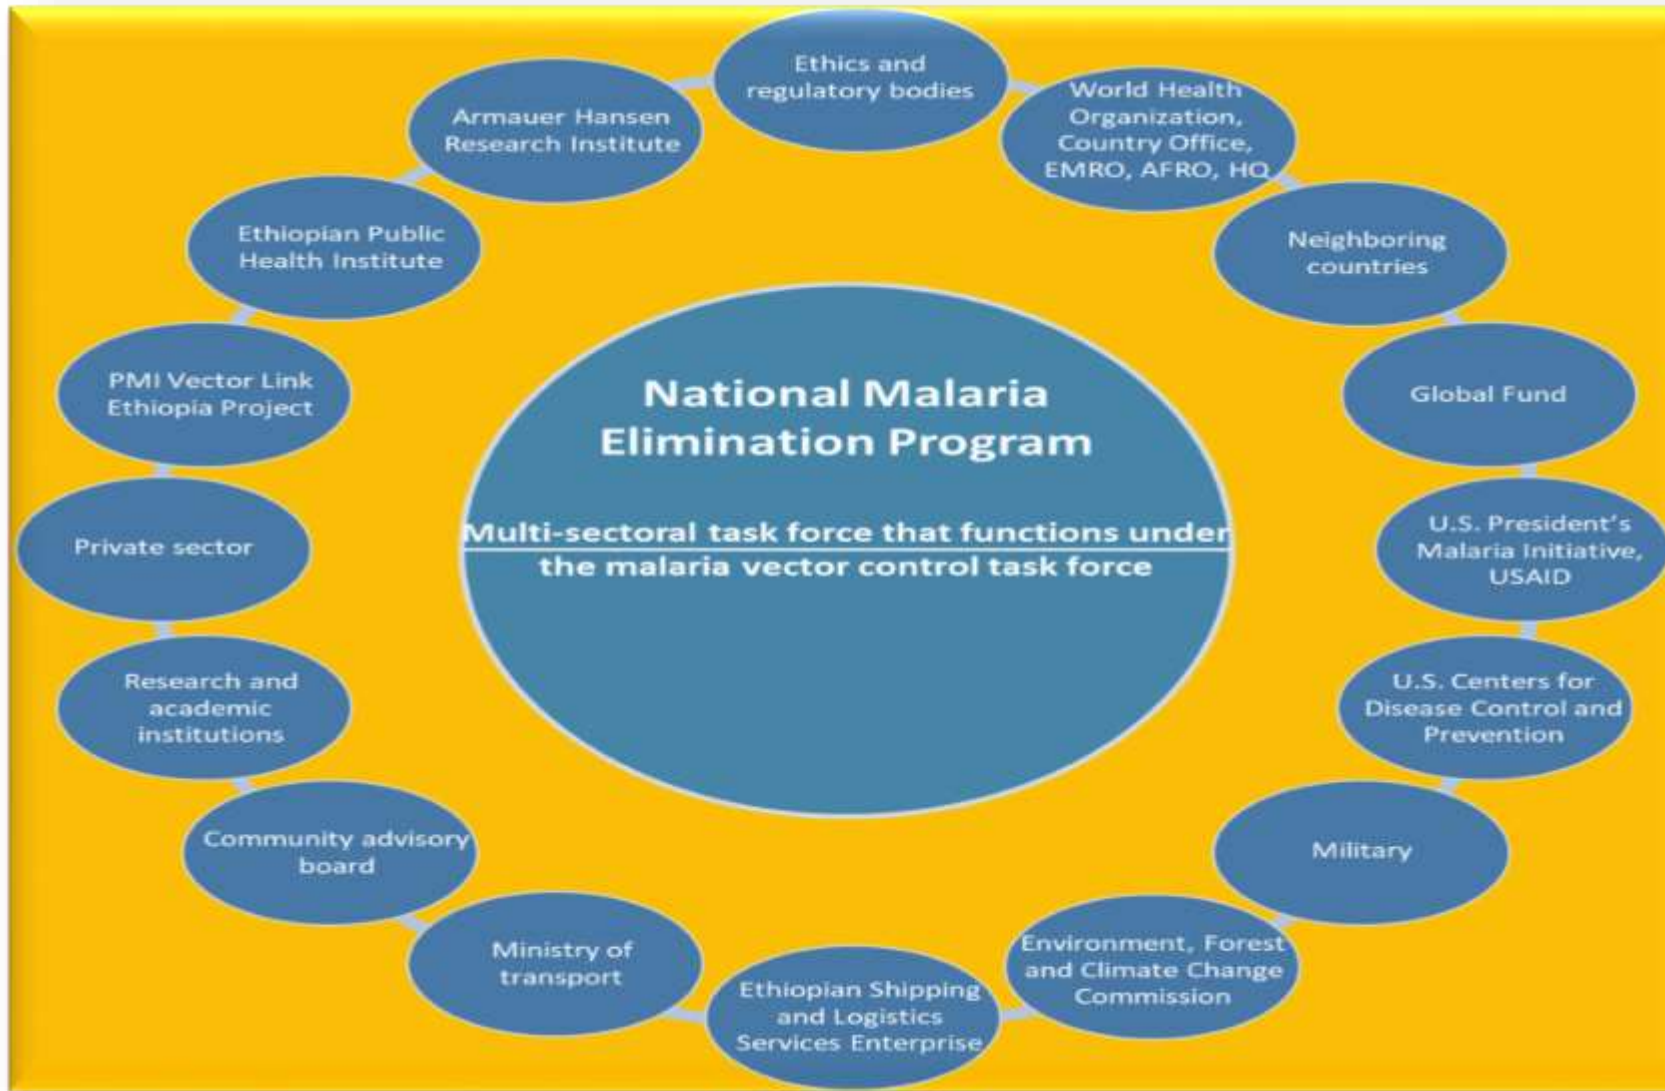 Ethics and
regulatory bodies
World Health
Organization,
Country Office,
EMRO, AFRO, HQ
Neighboring
countries
Global Fund
U.S. President's
Malaria Initiative,
USAID
U.S. Centers for
Disease Control and
Prevention
Military
Environment, Forest
and Climate Change
Commission
Ethiopian Shipping
and Logistics
Services Enterprise
Ministry of
transport
Community advisory
board
Research and
academic
institutions
Private sector
PMI Vector Link
Ethiopia Project
Ethiopian Public
Health Institute
Armauer Hansen
Research Institute
National Malaria
Elimination Program
Multi-sectoral task force that functions under
the malaria vector control task force